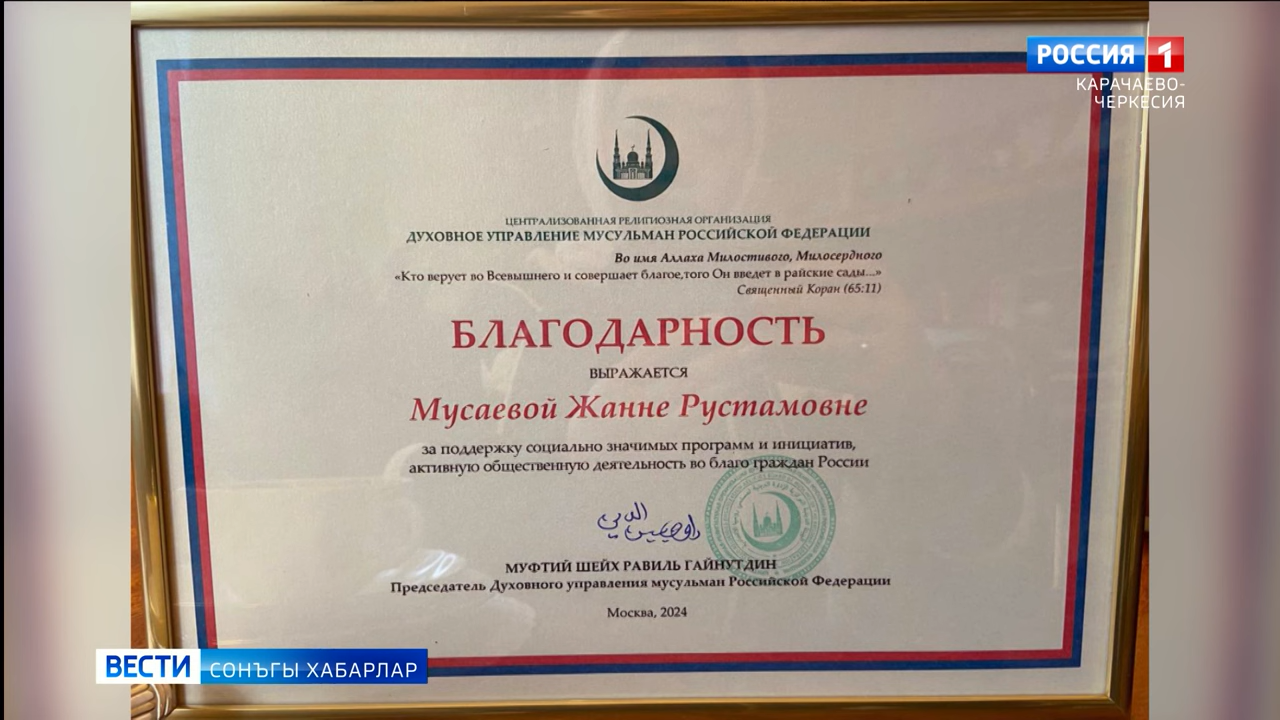 РОССИЯ 1
КАРАЧАЕВО-
ЧЕРКЕСИЯ
ЦЕНТРАЛИЗОВАННАЯ РЕЛИГИОЗНАЯ ОРГАНИЗАЦИЯ
ДУХОВНОЕ УПРАВЛЕНИЕ МУСУЛЬМАН РОССИЙСКОЙ ФЕДЕРАЦИИ
Во имя Аллаха Милостивого, Милосердного
«Кто верует во Всевышнего и совершает благое,того Он введет в райские сады...»
Священный Коран (65:11)
БЛАГОДАРНОСТЬ
ВЫРАЖАЕТСЯ
Мусаевой Жанне Рустамовне
за поддержку социально значимых программ и инициатив,
активную общественную деятельность во благо граждан России
МУФТИЙ ШЕЙХ РАВИЛЬ ГАЙНУТДИН
Председатель Духовного управления мусульман Российской Федерации
Москва, 2024
ВЕСТИ СОНЪГЫ ХАБАРЛАР